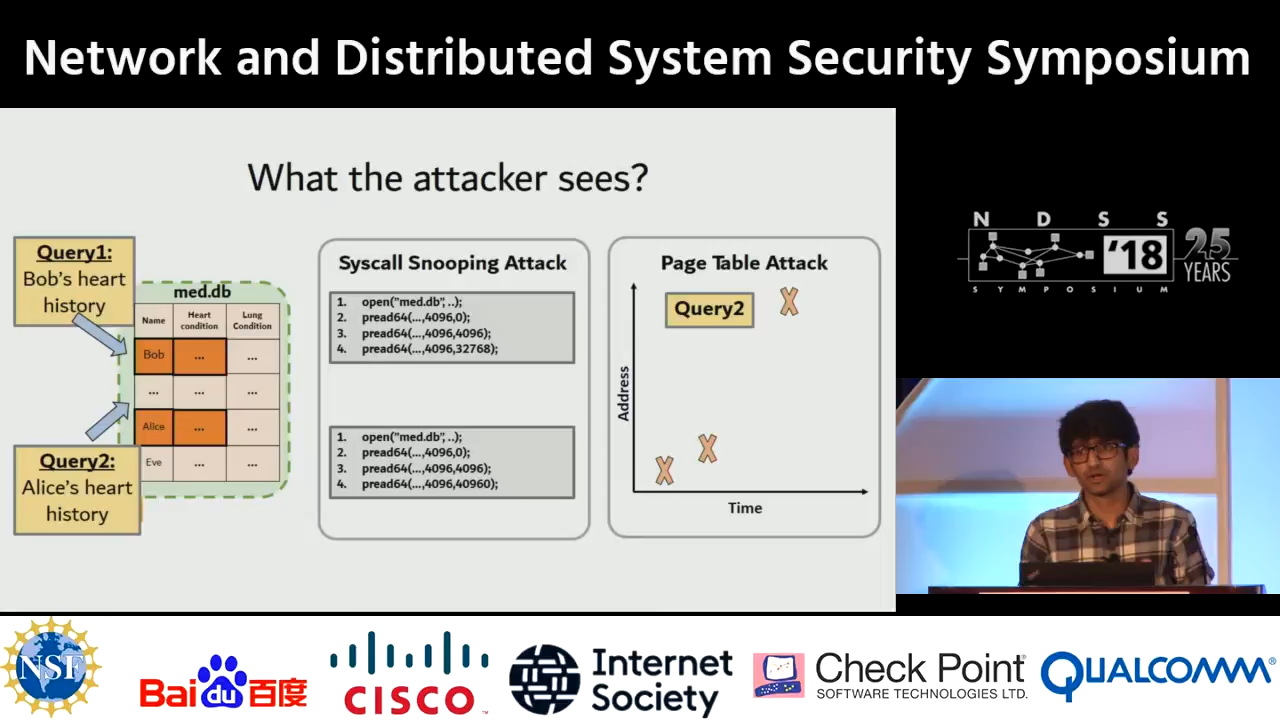 Network and Distributed System Security Symposium
What the attacker sees?
Query1:
Bob's heart
history
med.db
Name
Heart
condition
Lung
Condition
Bob
...
...
...
...
...
Alice
...
...
Eve
...
...
Query2:
Alice's heart
history
Syscall Snooping Attack
1. open("med.db", ..);
2. pread64(...,4096,0);
3. pread64(...,4096,4096);
4. pread64(...,4096,32768);
1. open("med.db", ..);
2. pread64(...,4096,0);
3. pread64(...,4096,4096);
4. pread64(...,4096,40960);
Page Table Attack
Query2
X
X
X
Address
Time
N D S S
'18
25
YEARS
SYMPOSIUM
NSF
Bai du 百度
CISCO
Internet
Society
Check Point
SOFTWARE TECHNOLOGIES LTD.
QUALCOMM®